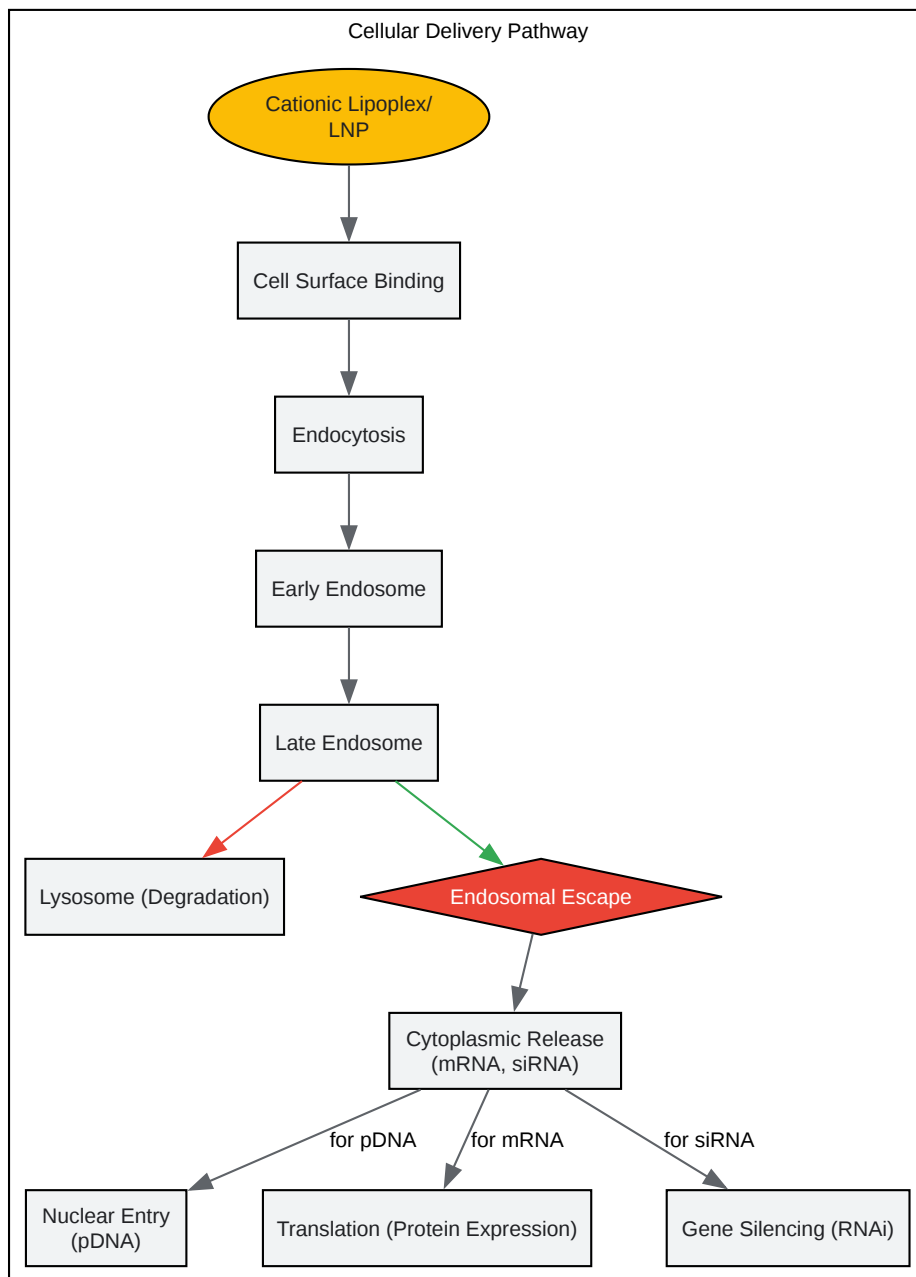 Cellular Delivery Pathway
Cationic Lipoplex/
LNP
Cell Surface Binding
Endocytosis
Early Endosome
Late Endosome
Lysosome (Degradation)
Endosomal Escape
Cytoplasmic Release
(mRNA, siRNA)
for pDNA
for mRNA
for siRNA
Nuclear Entry
(pDNA)
Translation (Protein Expression)
Gene Silencing (RNAi)